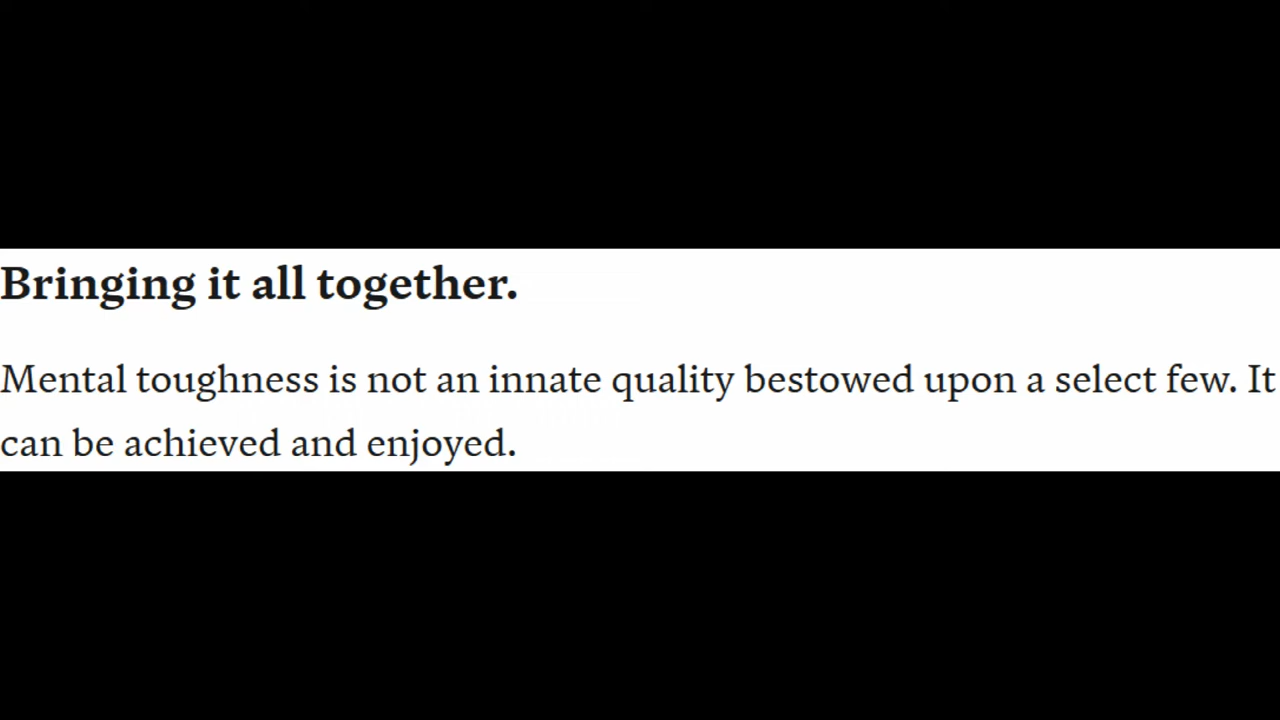 Bringing it all together.
Mental toughness is not an innate quality bestowed upon a select few. It
can be achieved and enjoyed.